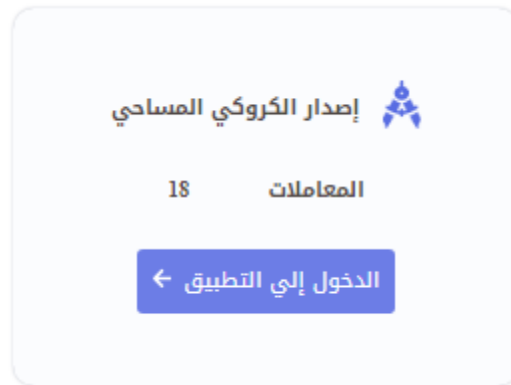 إصدار الكروكي المساحي
المعاملات 18
الدخول إلي التطبيق ←